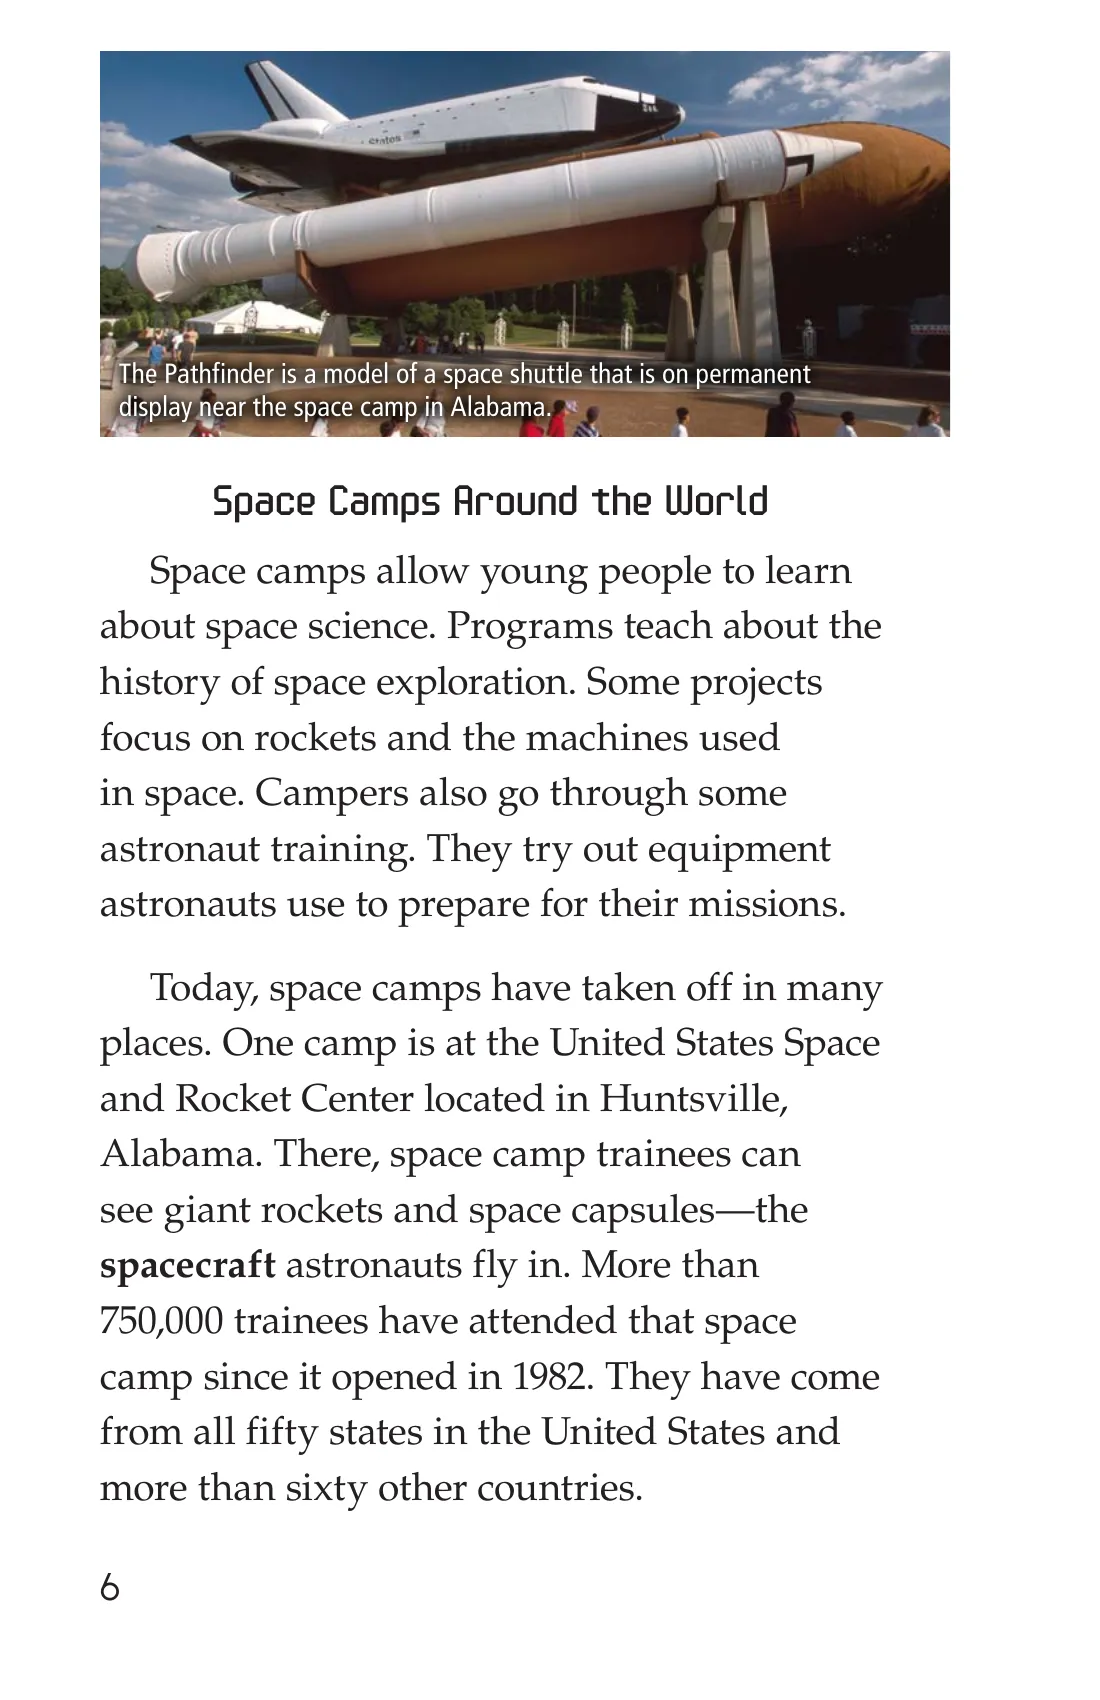 States
The Pathfinder is a model of a space shuttle that is on permanent
display near the space camp in Alabama.
Space Camps Around the World
Space camps allow young people to learn
about space science. Programs teach about the
history of space exploration. Some projects
focus on rockets and the machines used
in space. Campers also go through some
astronaut training. They try out equipment
astronauts use to prepare for their missions.
Today, space camps have taken off in many
places. One camp is at the United States Space
and Rocket Center located in Huntsville,
Alabama. There, space camp trainees can
see giant rockets and space capsules—the
spacecraft astronauts fly in. More than
750,000 trainees have attended that space
camp since it opened in 1982. They have come
from all fifty states in the United States and
more than sixty other countries.
6